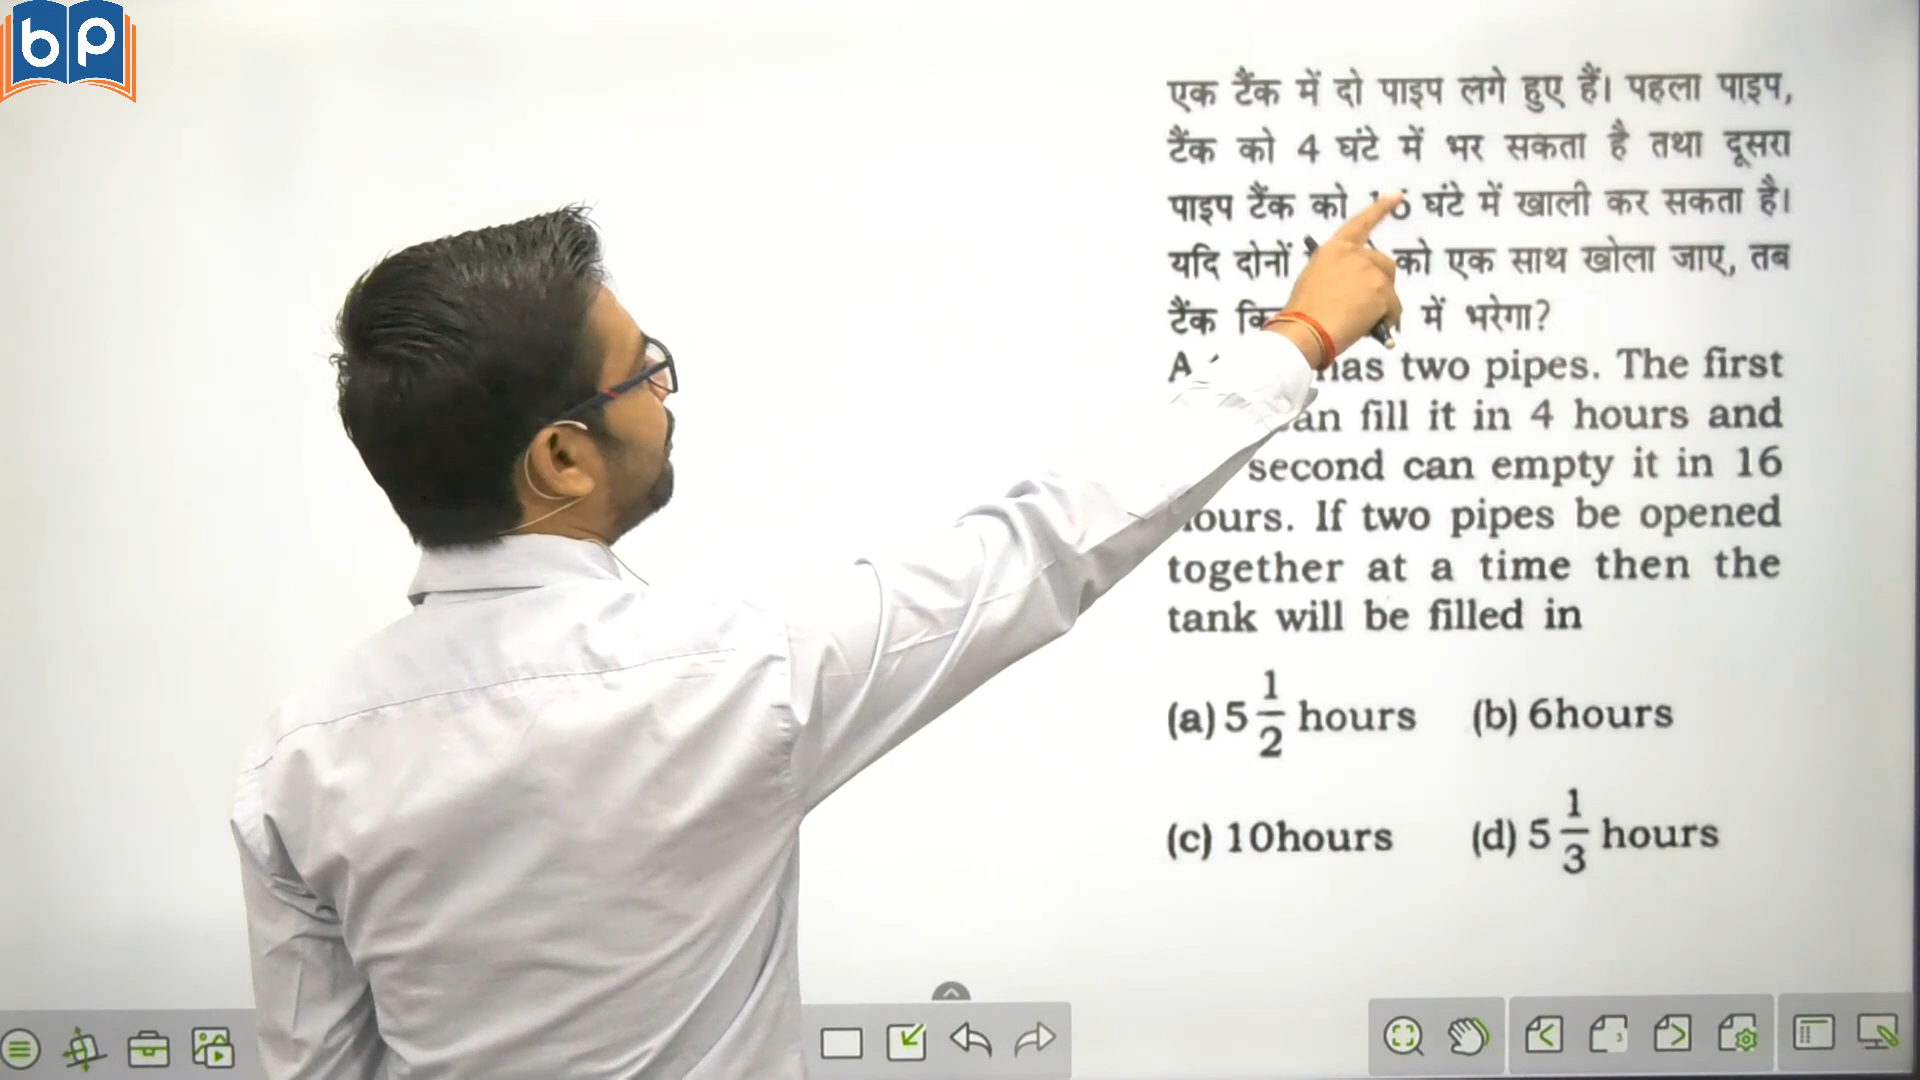 bp
एक टैंक में दो पाइप लगे हुए हैं। पहला पाइप,
टैंक को 4 घंटे में भर सकता है तथा दूसरा
पाइप टैंक को घंटे में खाली कर सकता है।
यदि दोनों को एक साथ खोला जाए, तब
टैंक में भरेगा?
A has two pipes. The first
can fill it in 4 hours and
second can empty it in 16
hours. If two pipes be opened
together at a time then the
tank will be filled in
(a) 5 1/2 hours (b) 6hours
(c) 10hours (d) 5 1/3 hours